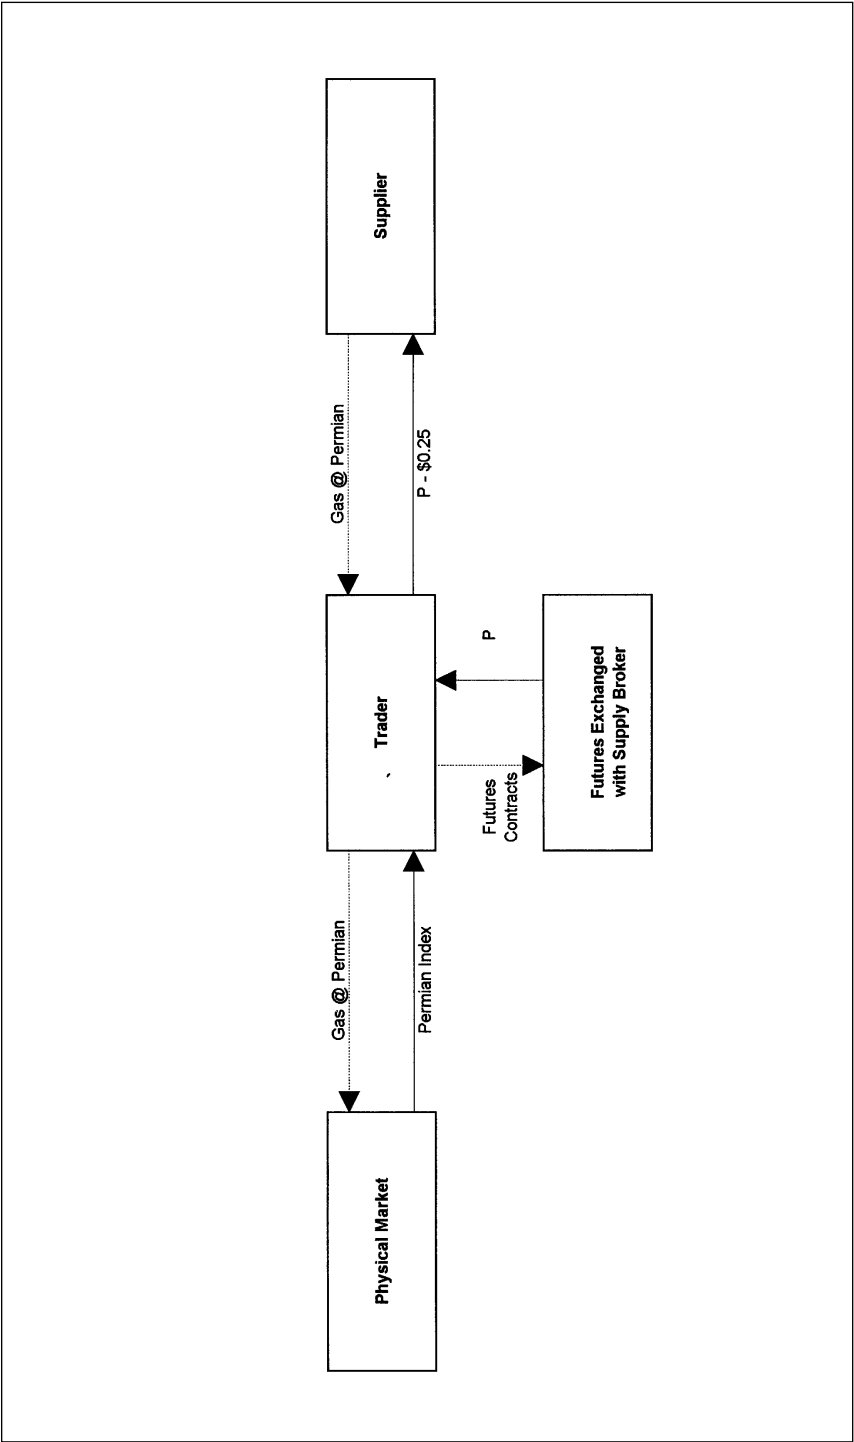 Physical Market
Gas @ Permian
Permian Index
Trader
Gas @ Permian
P - $0.25
Supplier
Futures
Contracts
P
Futures Exchanged
with Supply Broker